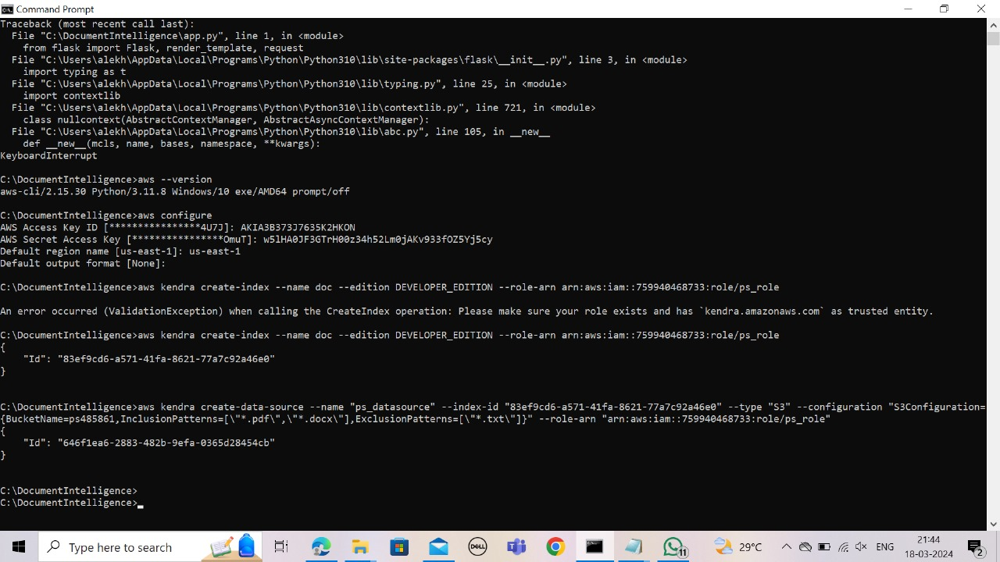 Command Prompt
Traceback (most recent call last):
  File "C:\DocumentIntelligence\app.py", line 1, in <module>
    from flask import Flask, render_template, request
  File "C:\Users\alekh\AppData\Local\Programs\Python\Python310\lib\site-packages\flask\__init__.py", line 3, in <module>
    import typing as t
  File "C:\Users\alekh\AppData\Local\Programs\Python\Python310\lib\typing.py", line 25, in <module>
    import contextlib
  File "C:\Users\alekh\AppData\Local\Programs\Python\Python310\lib\contextlib.py", line 721, in <module>
    class nullcontext(AbstractContextManager, AbstractAsyncContextManager):
  File "C:\Users\alekh\AppData\Local\Programs\Python\Python310\lib\abc.py", line 105, in __new__
    def __new__(mcls, name, bases, namespace, **kwargs):
KeyboardInterrupt
C:\DocumentIntelligence>aws --version
aws-cli/2.15.30 Python/3.11.8 Windows/10 exe/AMD64 prompt/off
C:\DocumentIntelligence>aws configure
AWS Access Key ID [****************4U7J]: AKIA3B373J7635K2HKON
AWS Secret Access Key [****************OmuT]: 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
Default region name [us-east-1]: us-east-1
Default output format [None]:
C:\DocumentIntelligence>aws kendra create-index --name doc --edition DEVELOPER_EDITION --role-arn arn:aws:iam::759940468733:role/ps_role
An error occurred (ValidationException) when calling the CreateIndex operation: Please make sure your role exists and has `kendra.amazonaws.com` as trusted entity.
C:\DocumentIntelligence>aws kendra create-index --name doc --edition DEVELOPER_EDITION --role-arn arn:aws:iam::759940468733:role/ps_role
{
    "Id": "83ef9cd6-a571-41fa-8621-77a7c92a46e0"
}
C:\DocumentIntelligence>aws kendra create-data-source --name "ps_datasource" --index-id "83ef9cd6-a571-41fa-8621-77a7c92a46e0" --type "S3" --configuration "S3Configuration=
{BucketName=ps485861,InclusionPatterns=[\"*.pdf\",\"*.docx\"],ExclusionPatterns=[\"*.txt\"]}" --role-arn "arn:aws:iam::759940468733:role/ps_role"
{
    "Id": "646f1ea6-2883-482b-9efa-0365d28454cb"
}
C:\DocumentIntelligence>
C:\DocumentIntelligence>
Type here to search
DELL
11
29°C
ENG
21:44
18-03-2024
2